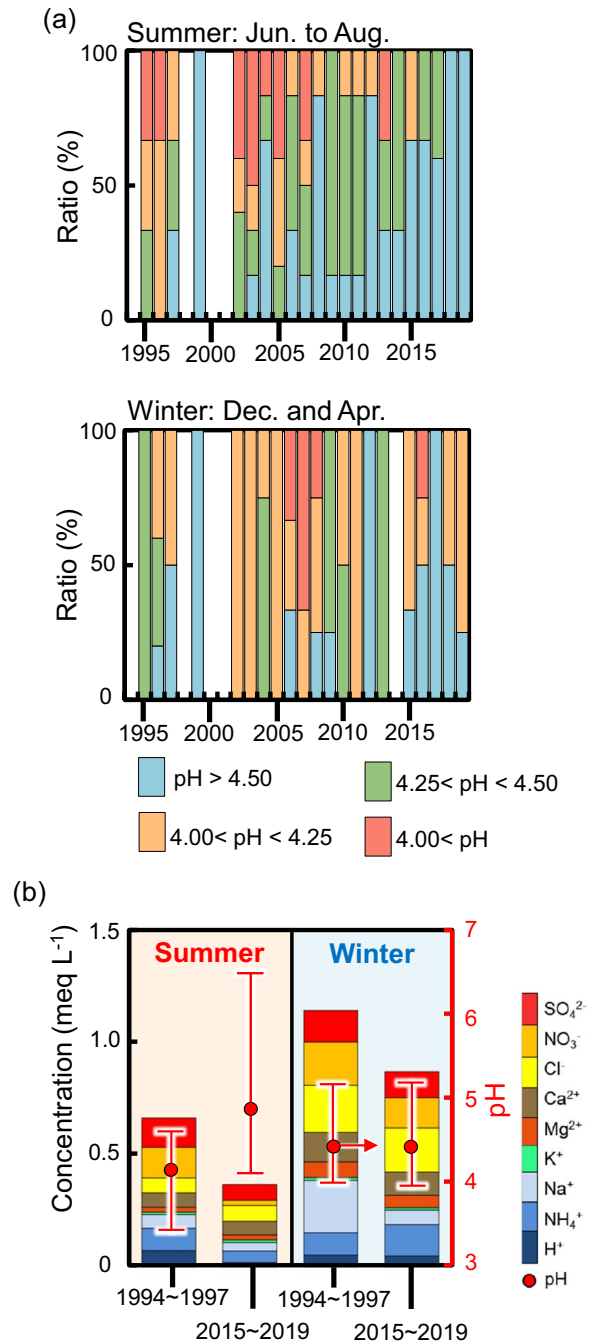 (a)
Summer: Jun. to Aug.
Ratio (%)
100
50
0
1995
2000
2005
2010
2015
Winter: Dec. and Apr.
Ratio (%)
100
50
0
1995
2000
2005
2010
2015
pH > 4.50
4.25< pH < 4.50
4.00< pH < 4.25
4.00< pH
(b)
Concentration (meq L⁻¹)
1.5
1.0
0.5
0
Summer
Winter
7
6
5
4
3
pH
1994~1997
2015~2019
1994~1997
2015~2019
SO₄²⁻
NO₃⁻
Cl⁻
Ca²⁺
Mg²⁺
K⁺
Na⁺
NH₄⁺
H⁺
pH